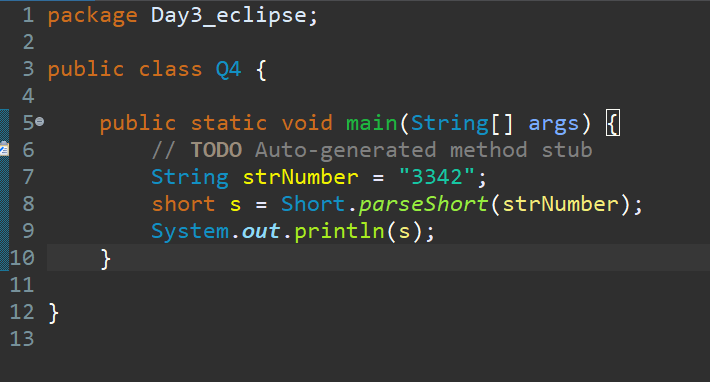 1 package Day3_eclipse;
2
3 public class Q4 {
4
5 public static void main(String[] args) {
6 // TODO Auto-generated method stub
7 String strNumber = "3342";
8 short s = Short.parseShort(strNumber);
9 System.out.println(s);
10 }
11
12 }
13